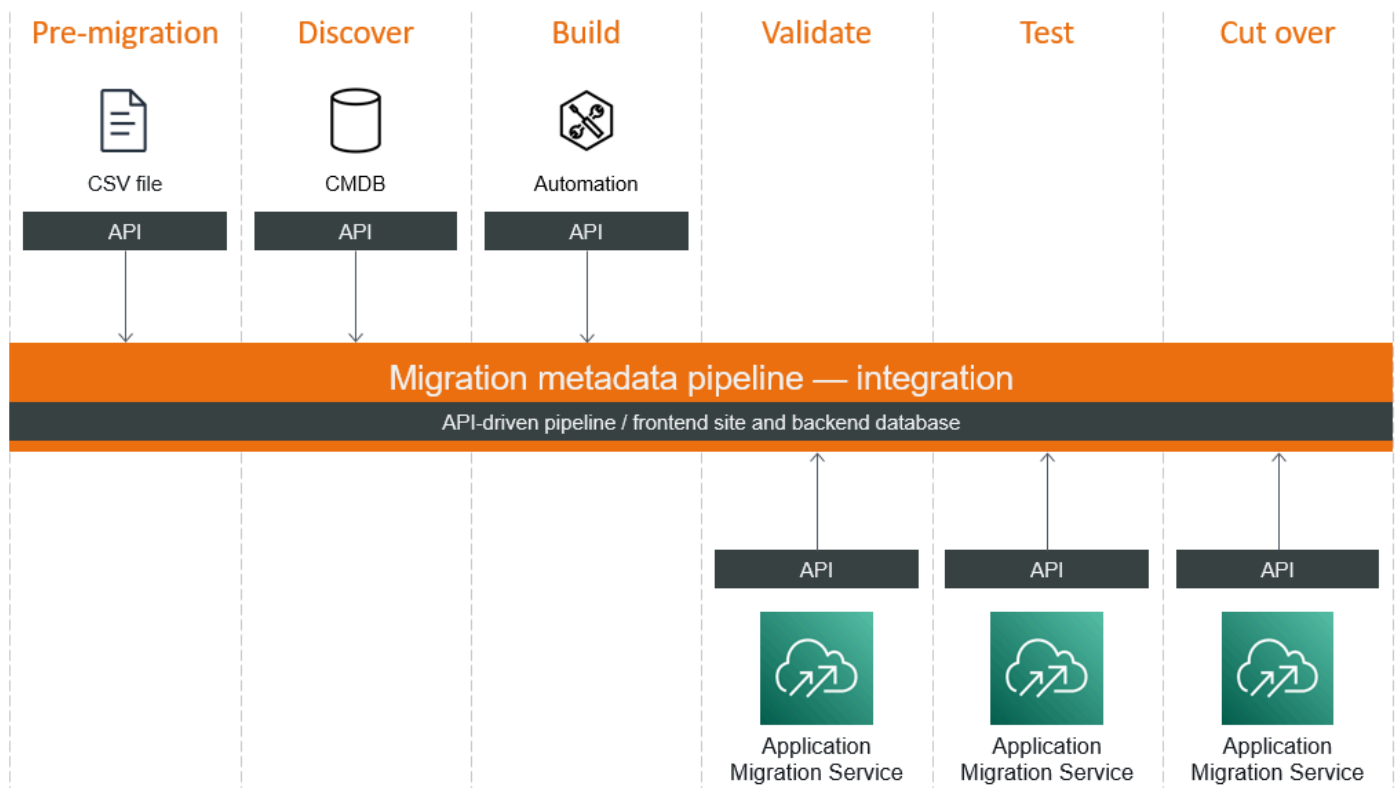 Pre-migration
Discover
Build
Validate
Test
Cut over
CSV file
CMDB
Automation
API
API
API
Migration metadata pipeline — integration
API-driven pipeline / frontend site and backend database
API
API
API
Application
Migration Service
Application
Migration Service
Application
Migration Service